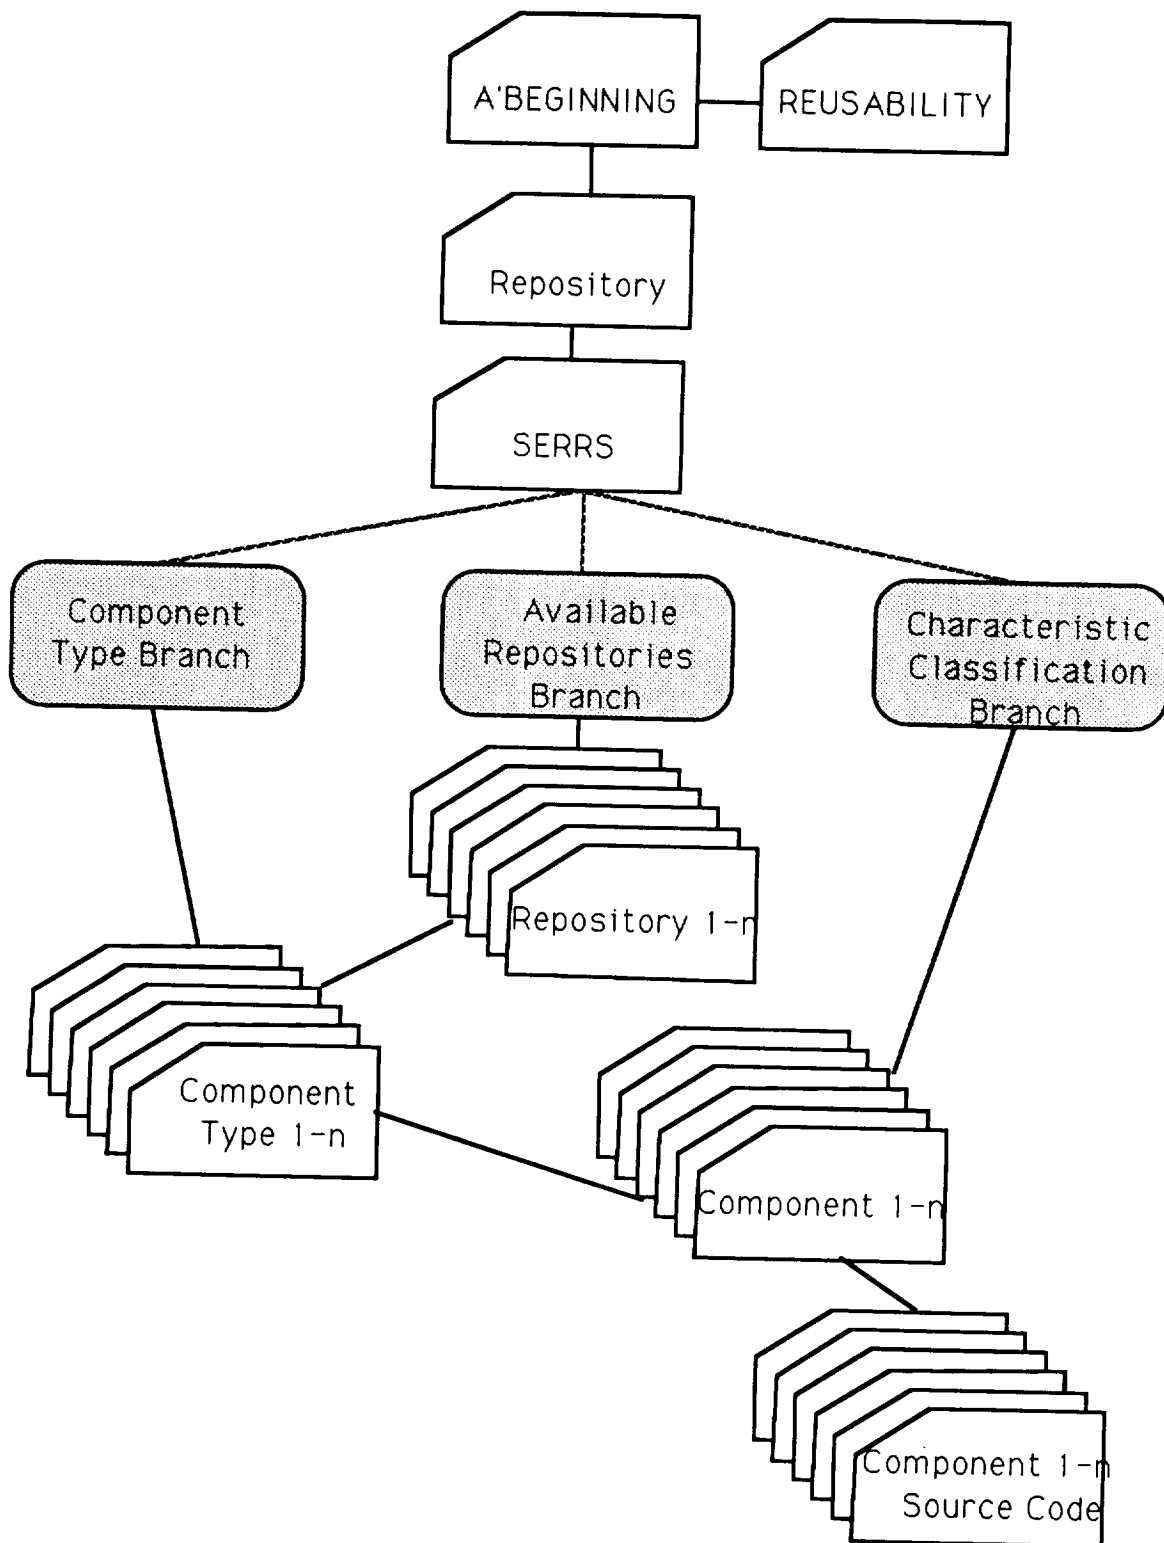 A'BEGINNING
REUSABILITY
Repository
SERRS
Component
Type Branch
Available
Repositories
Branch
Characteristic
Classification
Branch
Repository 1-n
Component
Type 1-n
Component 1-n
Component 1-n
Source Code